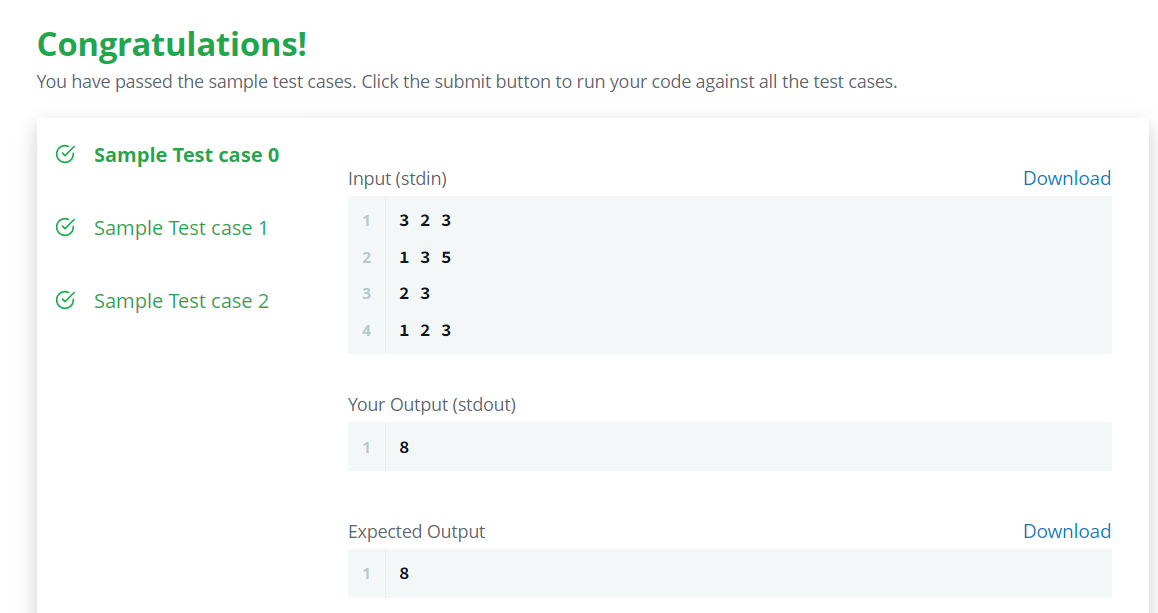 Congratulations!
You have passed the sample test cases. Click the submit button to run your code against all the test cases.
Sample Test case 0
Sample Test case 1
Sample Test case 2
Input (stdin)
Download
1 3 2 3
2 1 3 5
3 2 3
4 1 2 3
Your Output (stdout)
1 8
Expected Output
Download
1 8